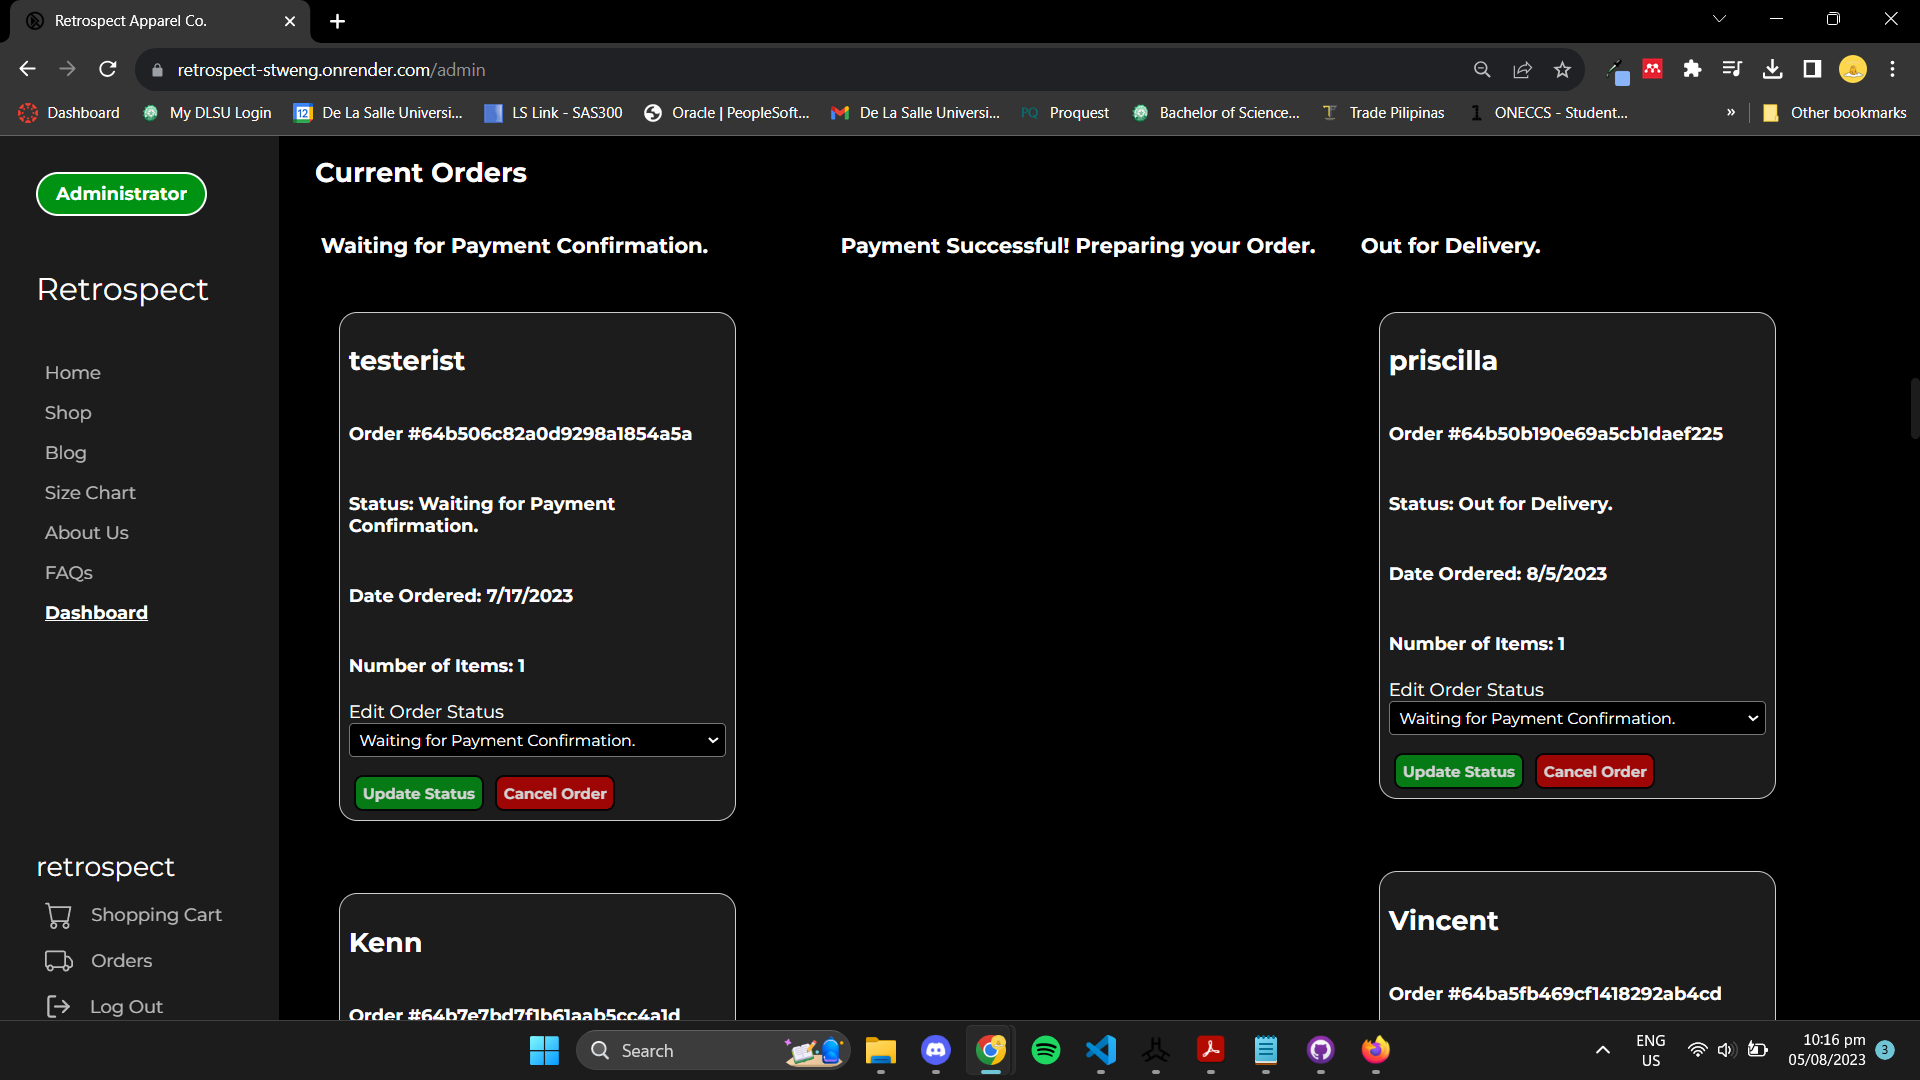 Retrospect Apparel Co.
retrospect-stweng.onrender.com/admin
Dashboard
My DLSU Login
12
De La Salle Universi...
LS Link - SAS300
Oracle | PeopleSoft...
De La Salle Universi...
PQ
Proquest
Bachelor of Science...
Trade Pilipinas
1
ONECCS - Student...
»
Other bookmarks
Administrator
Retrospect
Home
Shop
Blog
Size Chart
About Us
FAQs
Dashboard
retrospect
Shopping Cart
Orders
Log Out
Current Orders
Waiting for Payment Confirmation.
testerist
Order #64b506c82a0d9298a1854a5a
Status: Waiting for Payment
Confirmation.
Date Ordered: 7/17/2023
Number of Items: 1
Edit Order Status
Waiting for Payment Confirmation.
Update Status
Cancel Order
Kenn
Order #64b7e7bd7f1b61aab5cc4a1d
Payment Successful! Preparing your Order.
Out for Delivery.
priscilla
Order #64b50b190e69a5cb1daef225
Status: Out for Delivery.
Date Ordered: 8/5/2023
Number of Items: 1
Edit Order Status
Waiting for Payment Confirmation.
Update Status
Cancel Order
Vincent
Order #64ba5fb469cf1418292ab4cd
Search
ENG
US
10:16 pm
05/08/2023
3